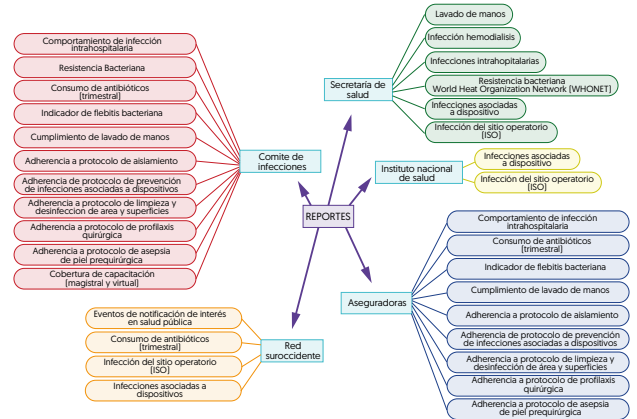 Comportamiento de infección
intrahospitalaria
Resistencia Bacteriana
Consumo de antibióticos
[trimestral]
Indicador de flebitis bacteriana
Cumplimiento de lavado de manos
Adherencia a protocolo de aislamiento
Adherencia de protocolo de prevención
de infecciones asociadas a dispositivos
Adherencia a protocolo de limpieza y
desinfeccion de area y superficies
Adherencia a protocolo de profilaxis
quirúrgica
Adherencia a protocolo de asepsia
de piel prequirúrgica
Cobertura de capacitación
[magistral y virtual]
Comite de
infecciones
REPORTES
Secretaría de
salud
Lavado de manos
Infección hemodialisis
Infecciones intrahopitalarias
Resistencia bacteriana
World Heat Organization Network [WHONET]
Infecciones asociadas
a dispositivo
Infección del sitio operatorio
[ISO]
Instituto nacional
de salud
Infecciones asociadas
a dispositivo
Infección del sitio operatorio
[ISO]
Aseguradoras
Comportamiento de infección
intrahospitalaria
Consumo de antibióticos
[trimestral]
Indicador de flebitis bacteriana
Cumplimiento de lavado de manos
Adherencia a protocolo de aislamiento
Adherencia de protocolo de prevención
de infecciones asociadas a dispositivos
Adherencia a protocolo de limpieza y
desinfección de área y superficies
Adherencia a protocolo de profilaxis
quirúrgica
Adherencia a protocolo de asepsia
de piel prequirúrgica
Red
suroccidente
Eventos de notificación de interés
en salud pública
Consumo de antibióticos
[trimestral]
Infección del sitio operatorio
[ISO]
Infecciones asociadas a
dispositivos